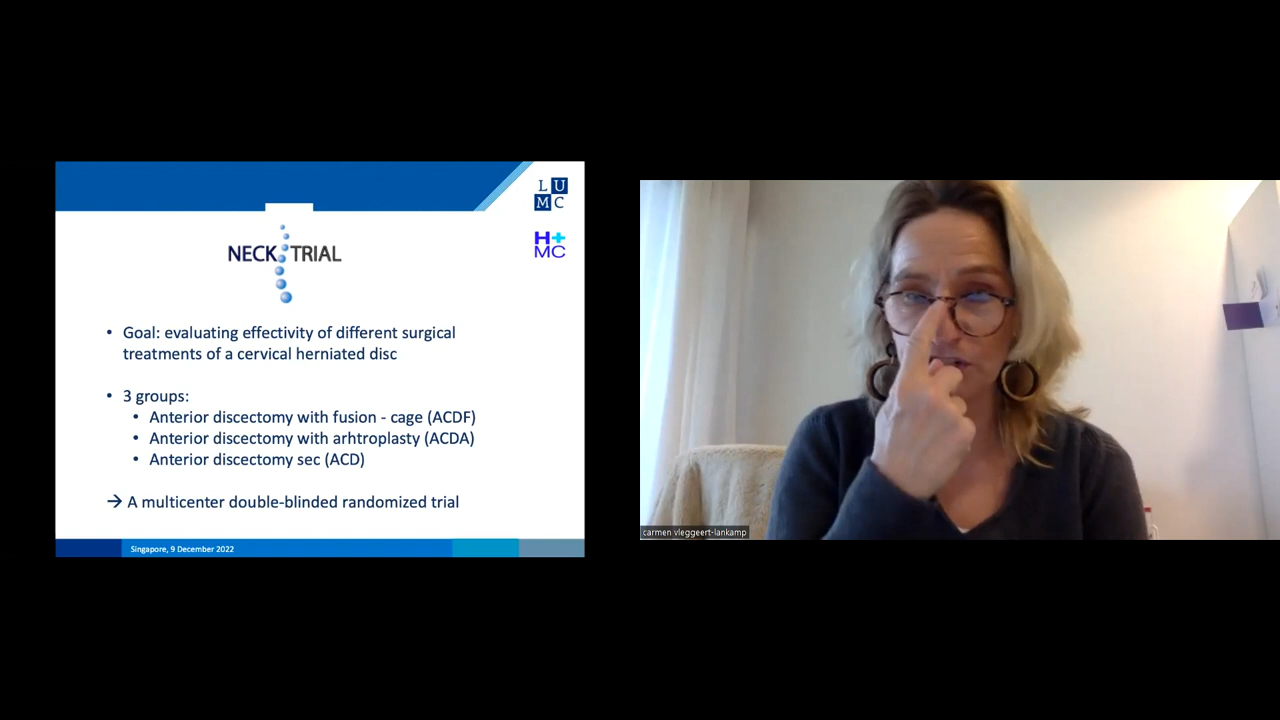 L U
M C
H+
MC
NECK TRIAL
• Goal: evaluating effectivity of different surgical
treatments of a cervical herniated disc
• 3 groups:
• Anterior discectomy with fusion - cage (ACDF)
• Anterior discectomy with arhtroplasty (ACDA)
• Anterior discectomy sec (ACD)
→ A multicenter double-blinded randomized trial
Singapore, 9 December 2022
carmen vleggeert-lankamp